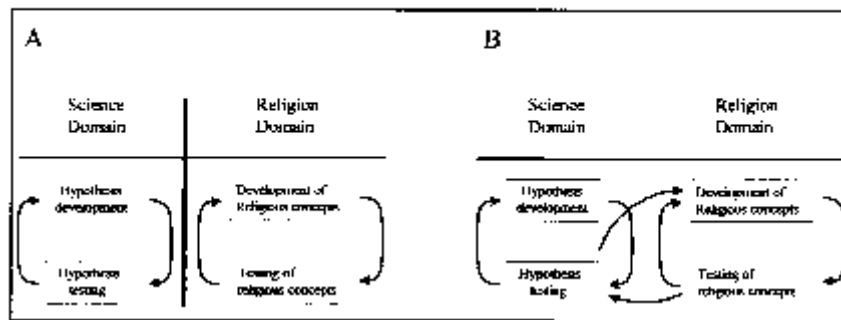 A
B
Science
Domain
Religion
Domain
Science
Domain
Religion
Domain
Hypothesis
development
Development of
Religious concepts
Hypothesis
development
Development of
Religious concepts
Hypothesis
testing
Testing of
religious concepts
Hypothesis
testing
Testing of
religious concepts